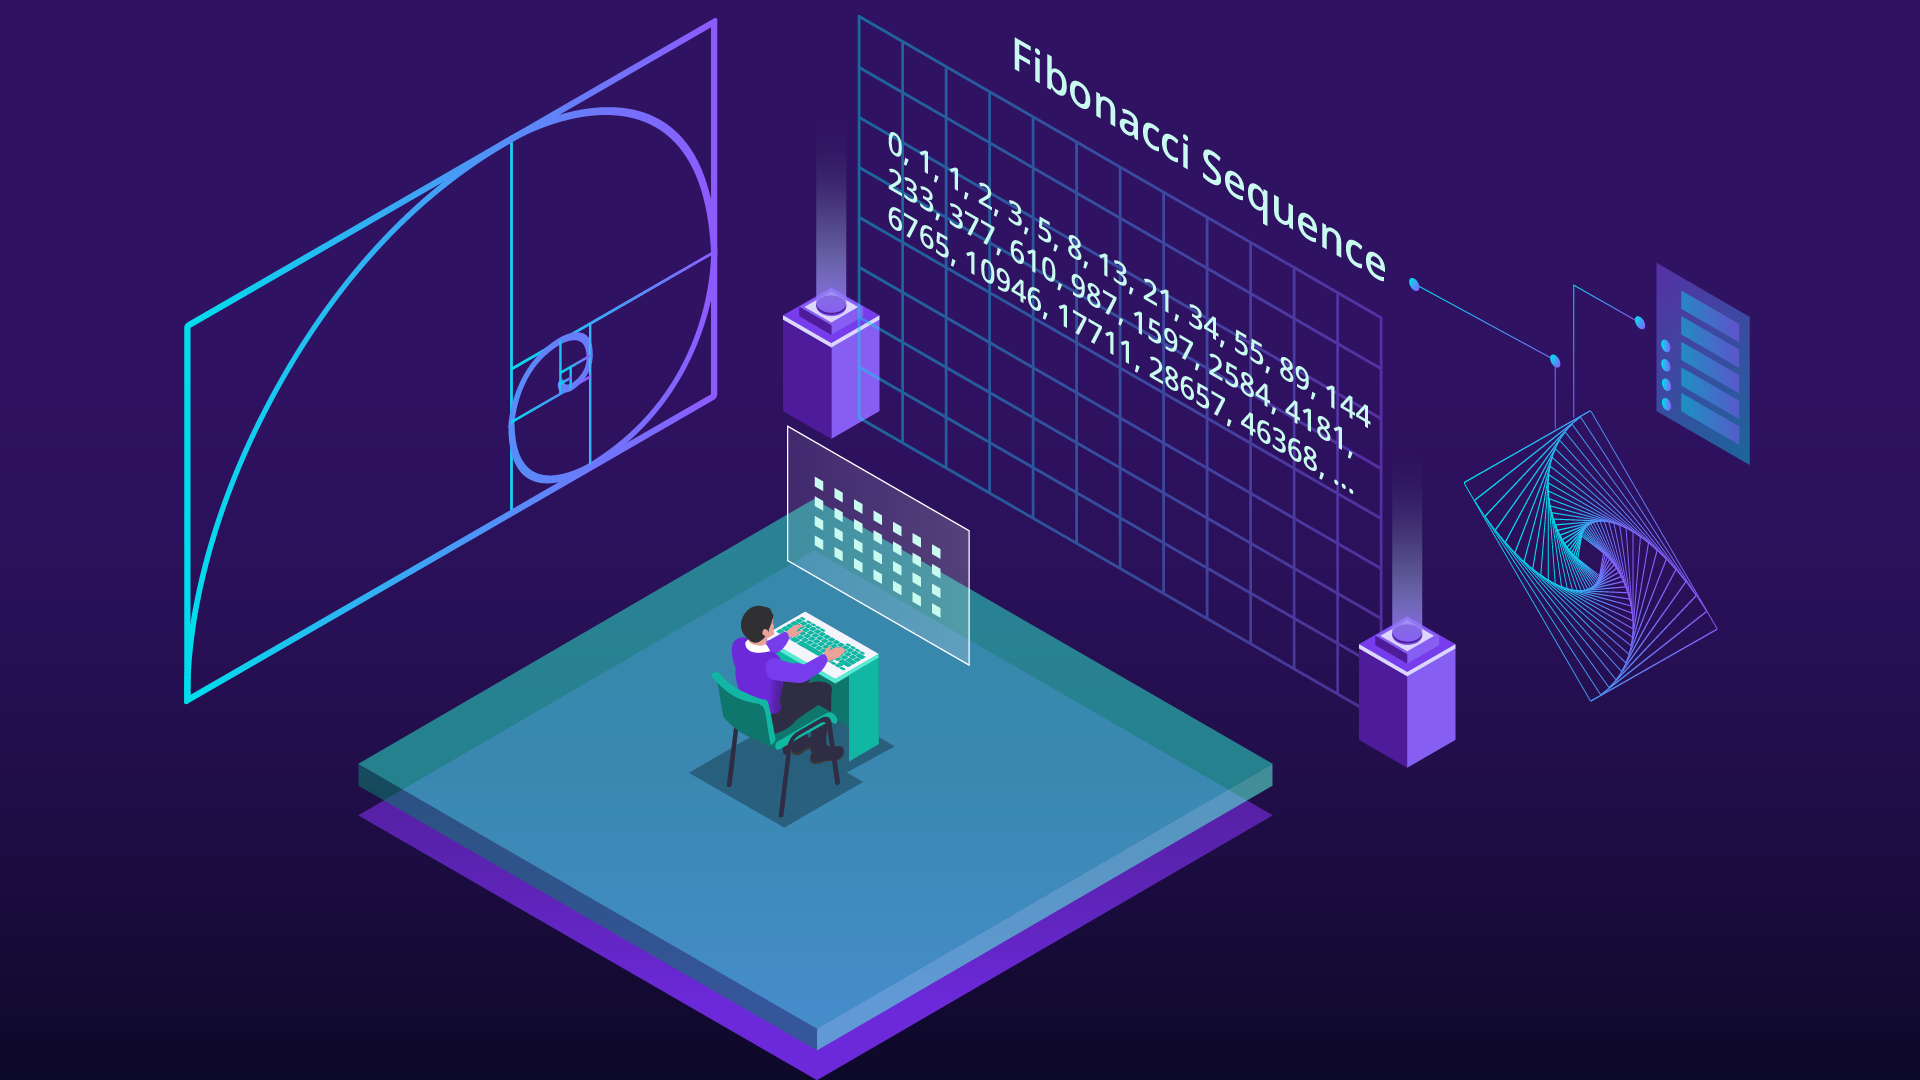 Fibonacci Sequence
0, 1, 1, 2, 3, 5, 8, 13, 21, 34, 55, 89, 144
233, 377, 610, 987, 1597, 2584, 4181,
6765, 10946, 17711, 28657, 46368, ...